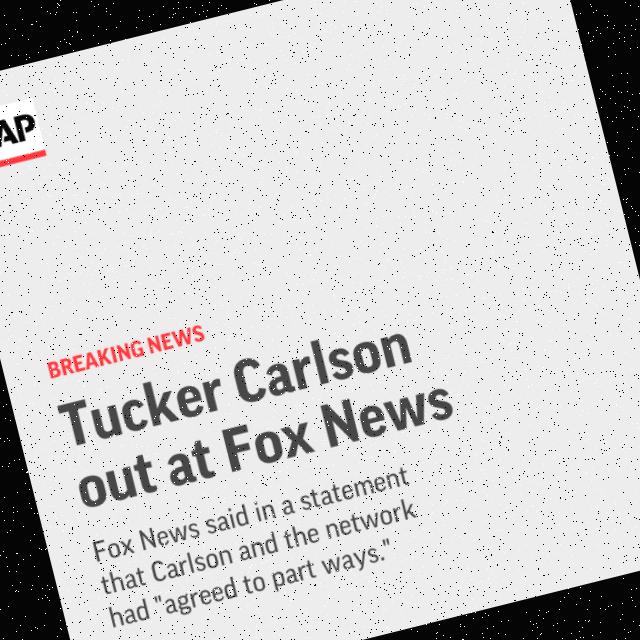 AP
BREAKING NEWS
Tucker Carlson
out at Fox News
Fox News said in a statement
that Carlson and the network
had "agreed to part ways."